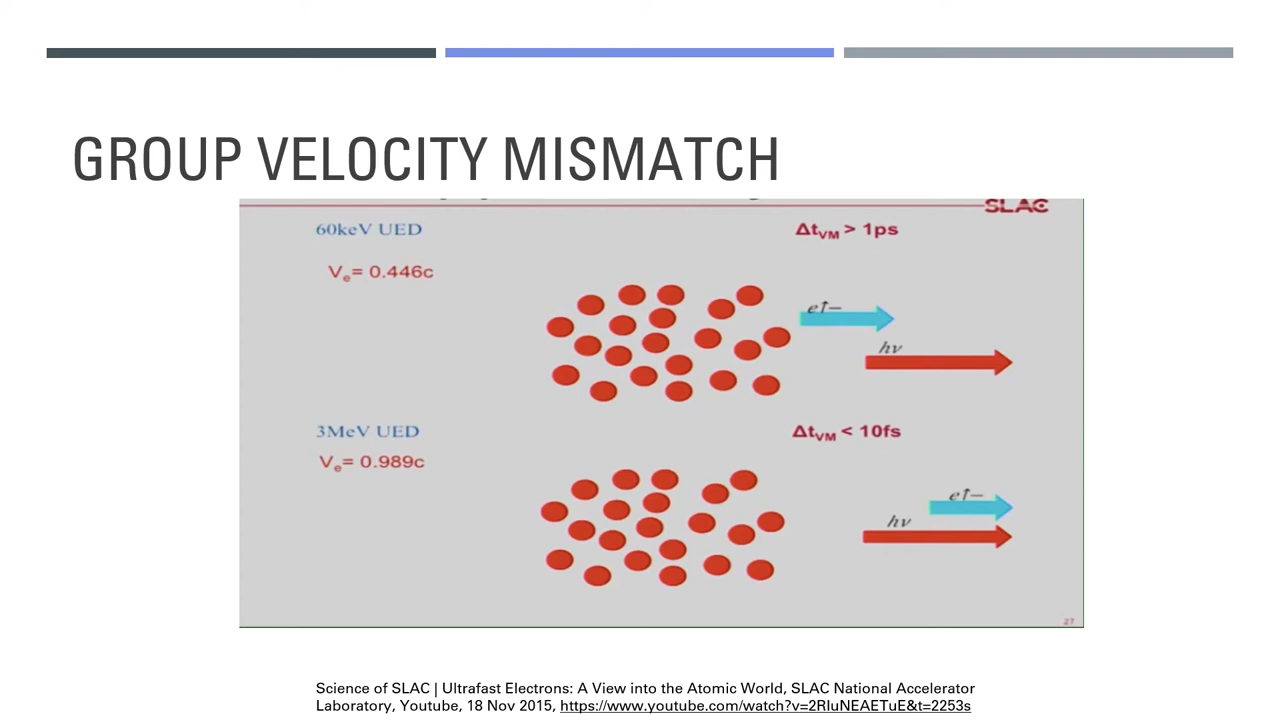 GROUP VELOCITY MISMATCH
SLAC
60keV UED
Δt_VM > 1ps
V_e= 0.446c
e↑−
hν
3MeV UED
Δt_VM < 10fs
V_e= 0.989c
e↑−
hν
27
Science of SLAC | Ultrafast Electrons: A View into the Atomic World, SLAC National Accelerator
Laboratory, Youtube, 18 Nov 2015, https://www.youtube.com/watch?v=2RIuNEAETuE&t=2253s